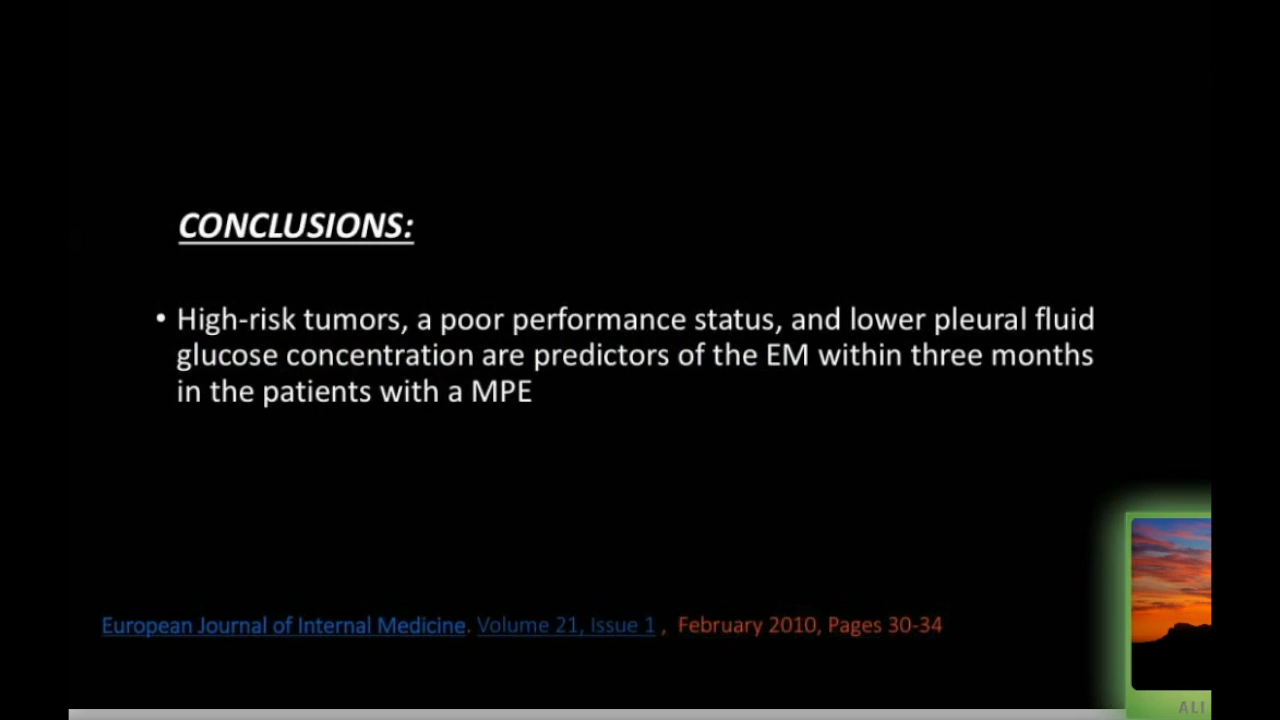 CONCLUSIONS:
• High-risk tumors, a poor performance status, and lower pleural fluid
glucose concentration are predictors of the EM within three months
in the patients with a MPE
European Journal of Internal Medicine. Volume 21, Issue 1 , February 2010, Pages 30-34
ALI